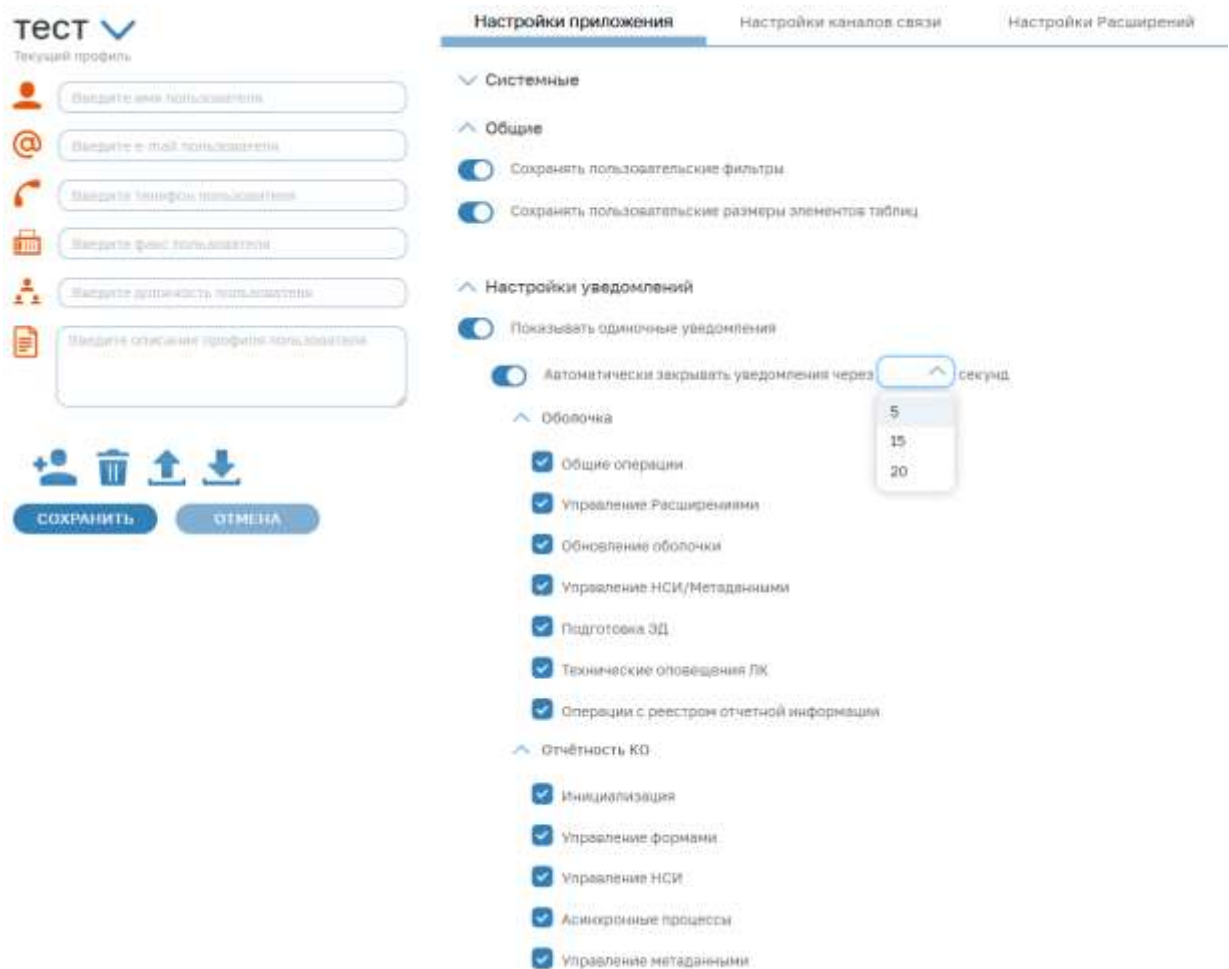 тест
Текущий профиль
Введите имя пользователя
Введите e-mail пользователя
Введите телефон пользователя
Введите факс пользователя
Введите должность пользователя
Введите описание профиля пользователя
СОХРАНИТЬ
ОТМЕНА
Настройки приложения
Настройки каналов связи
Настройки Расширений
Системные
Общие
Сохранять пользовательские фильтры
Сохранять пользовательские размеры элементов таблиц
Настройки уведомлений
Показывать одиночные уведомления
Автоматически закрывать уведомления через секунд
5
15
20
Оболочка
Общие операции
Управление Расширениями
Обновление оболочки
Управление НСИ/Метаданными
Подготовка ЭД
Технические оповещения ЛК
Операции с реестром отчетной информации
Отчётность КО
Инициализация
Управление формами
Управление НСИ
Асинхронные процессы
Управление метаданными